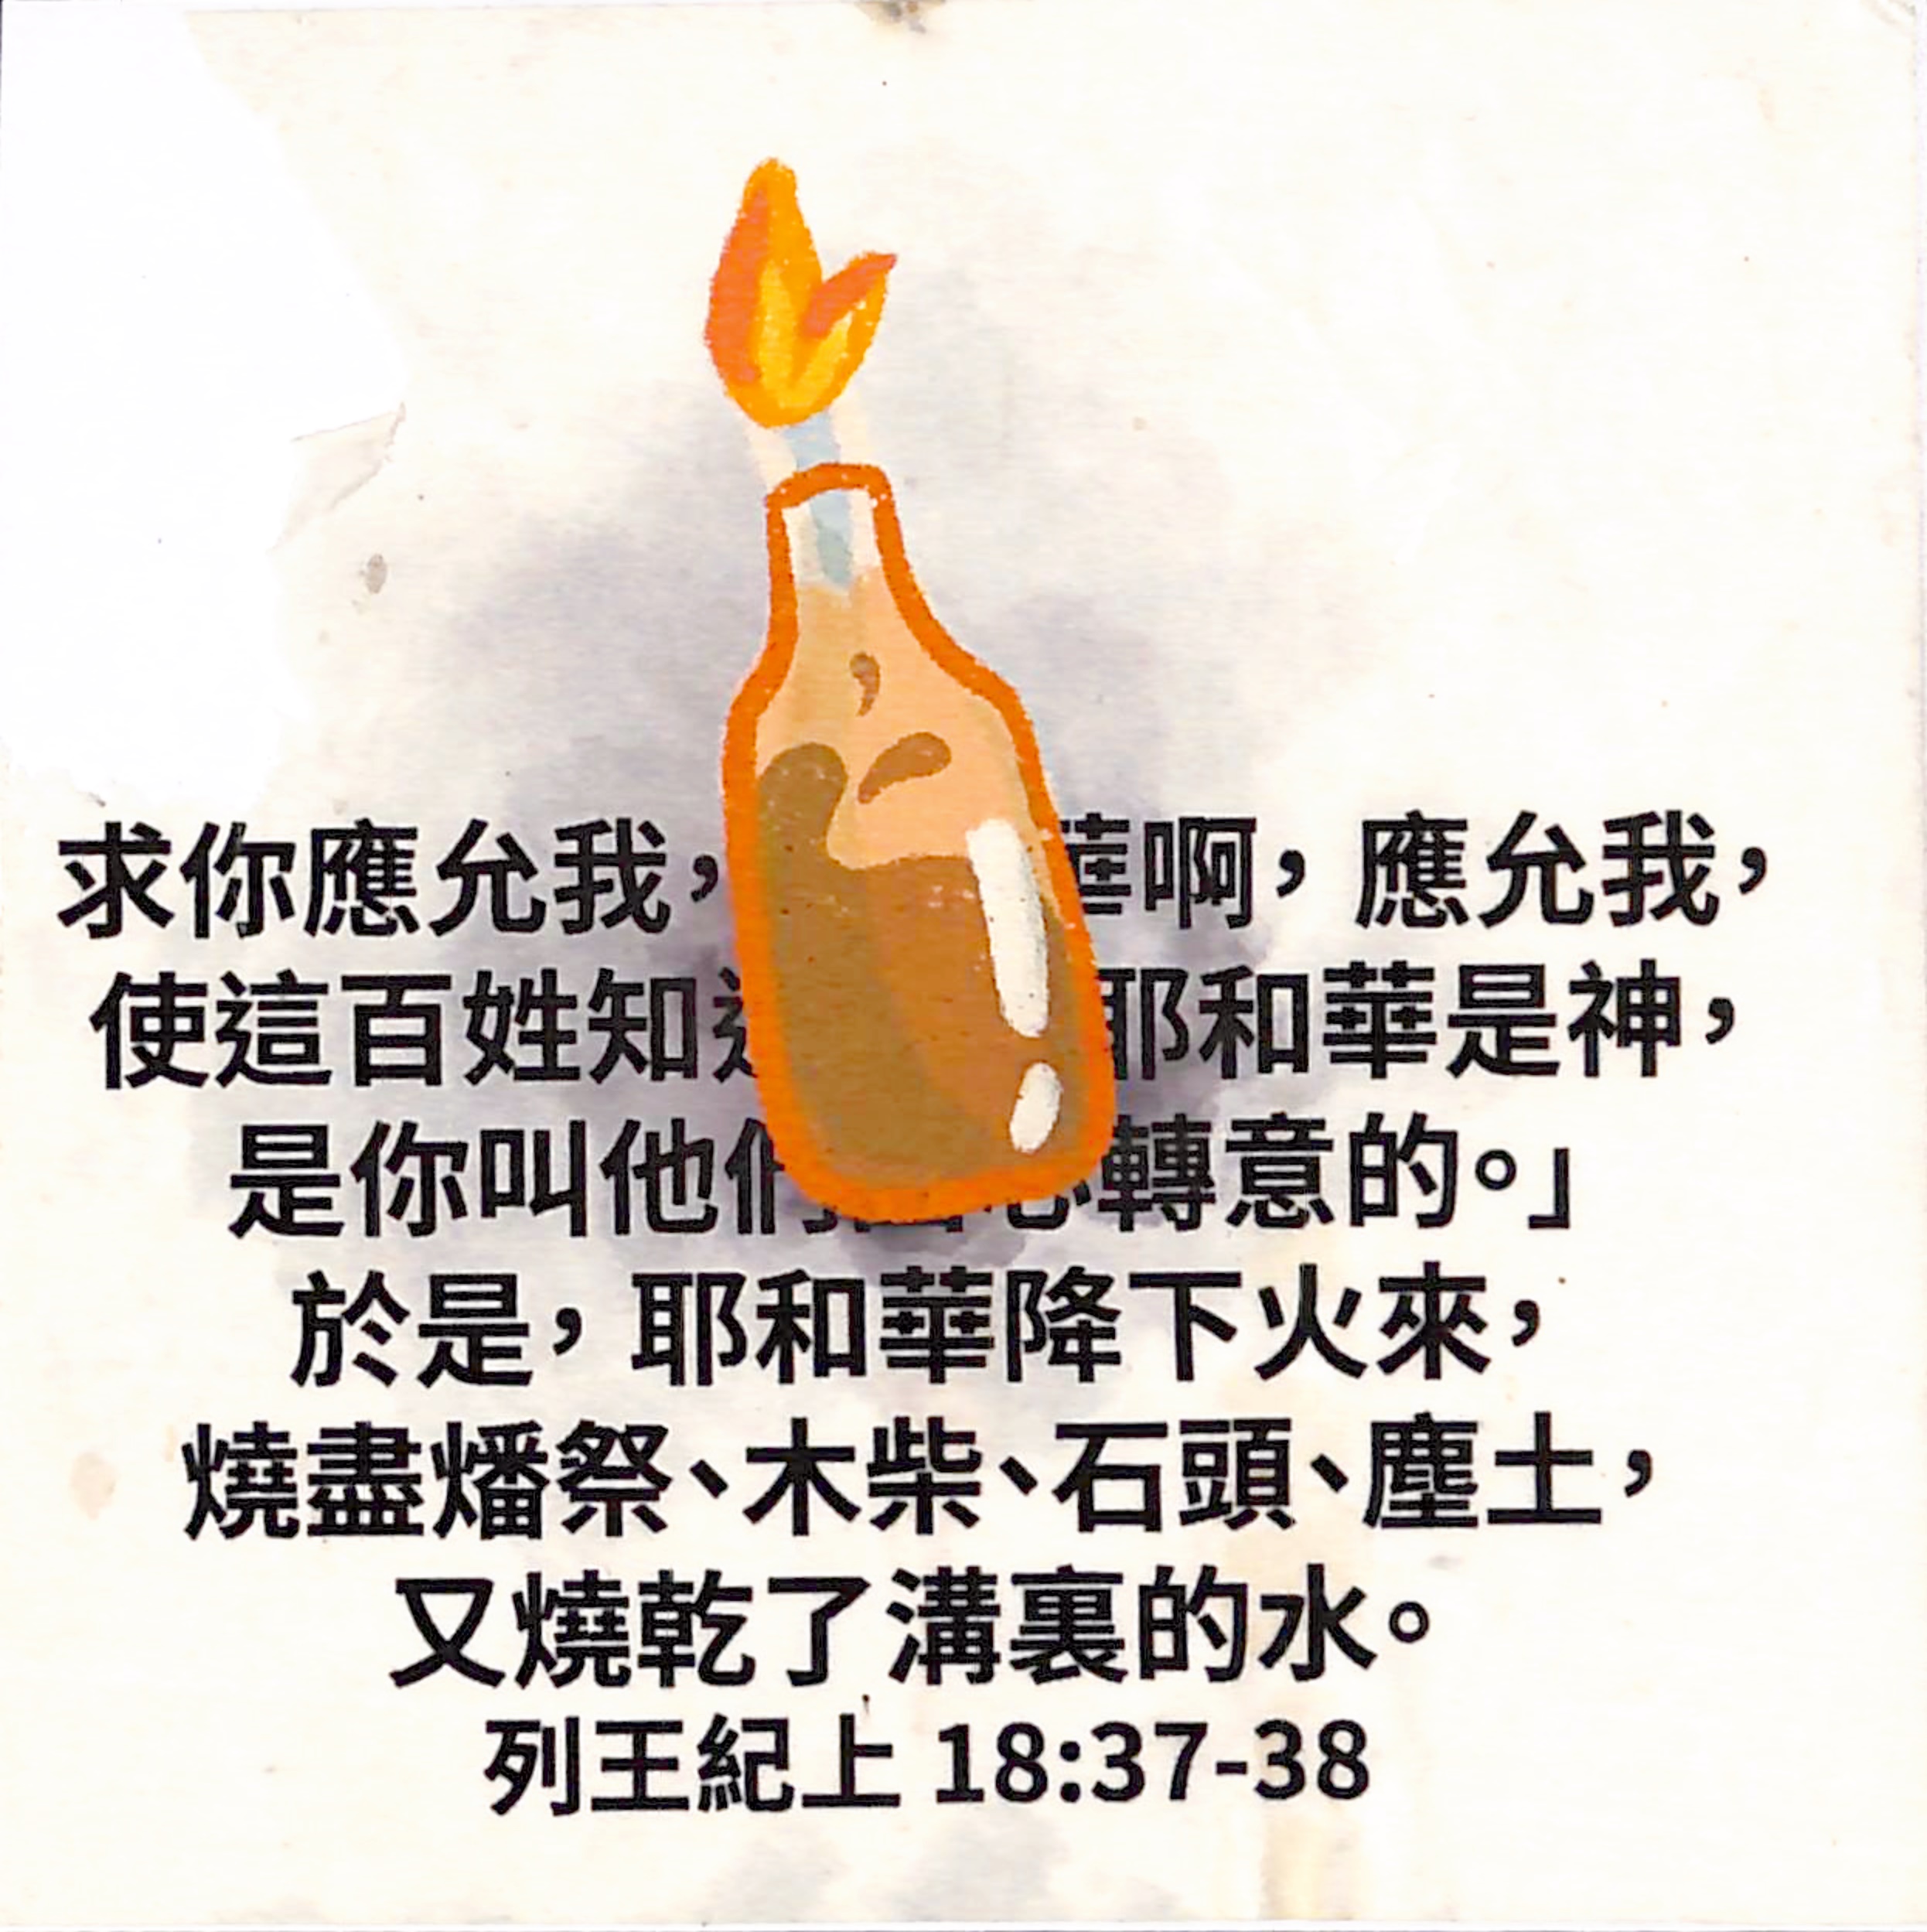 求你應允我，華啊，應允我，
使這百姓知耶和華是神，
是你叫他們心轉意的。」
於是，耶和華降下火來，
燒盡燔祭、木柴、石頭、塵土，
又燒乾了溝裏的水。
列王紀上 18:37-38